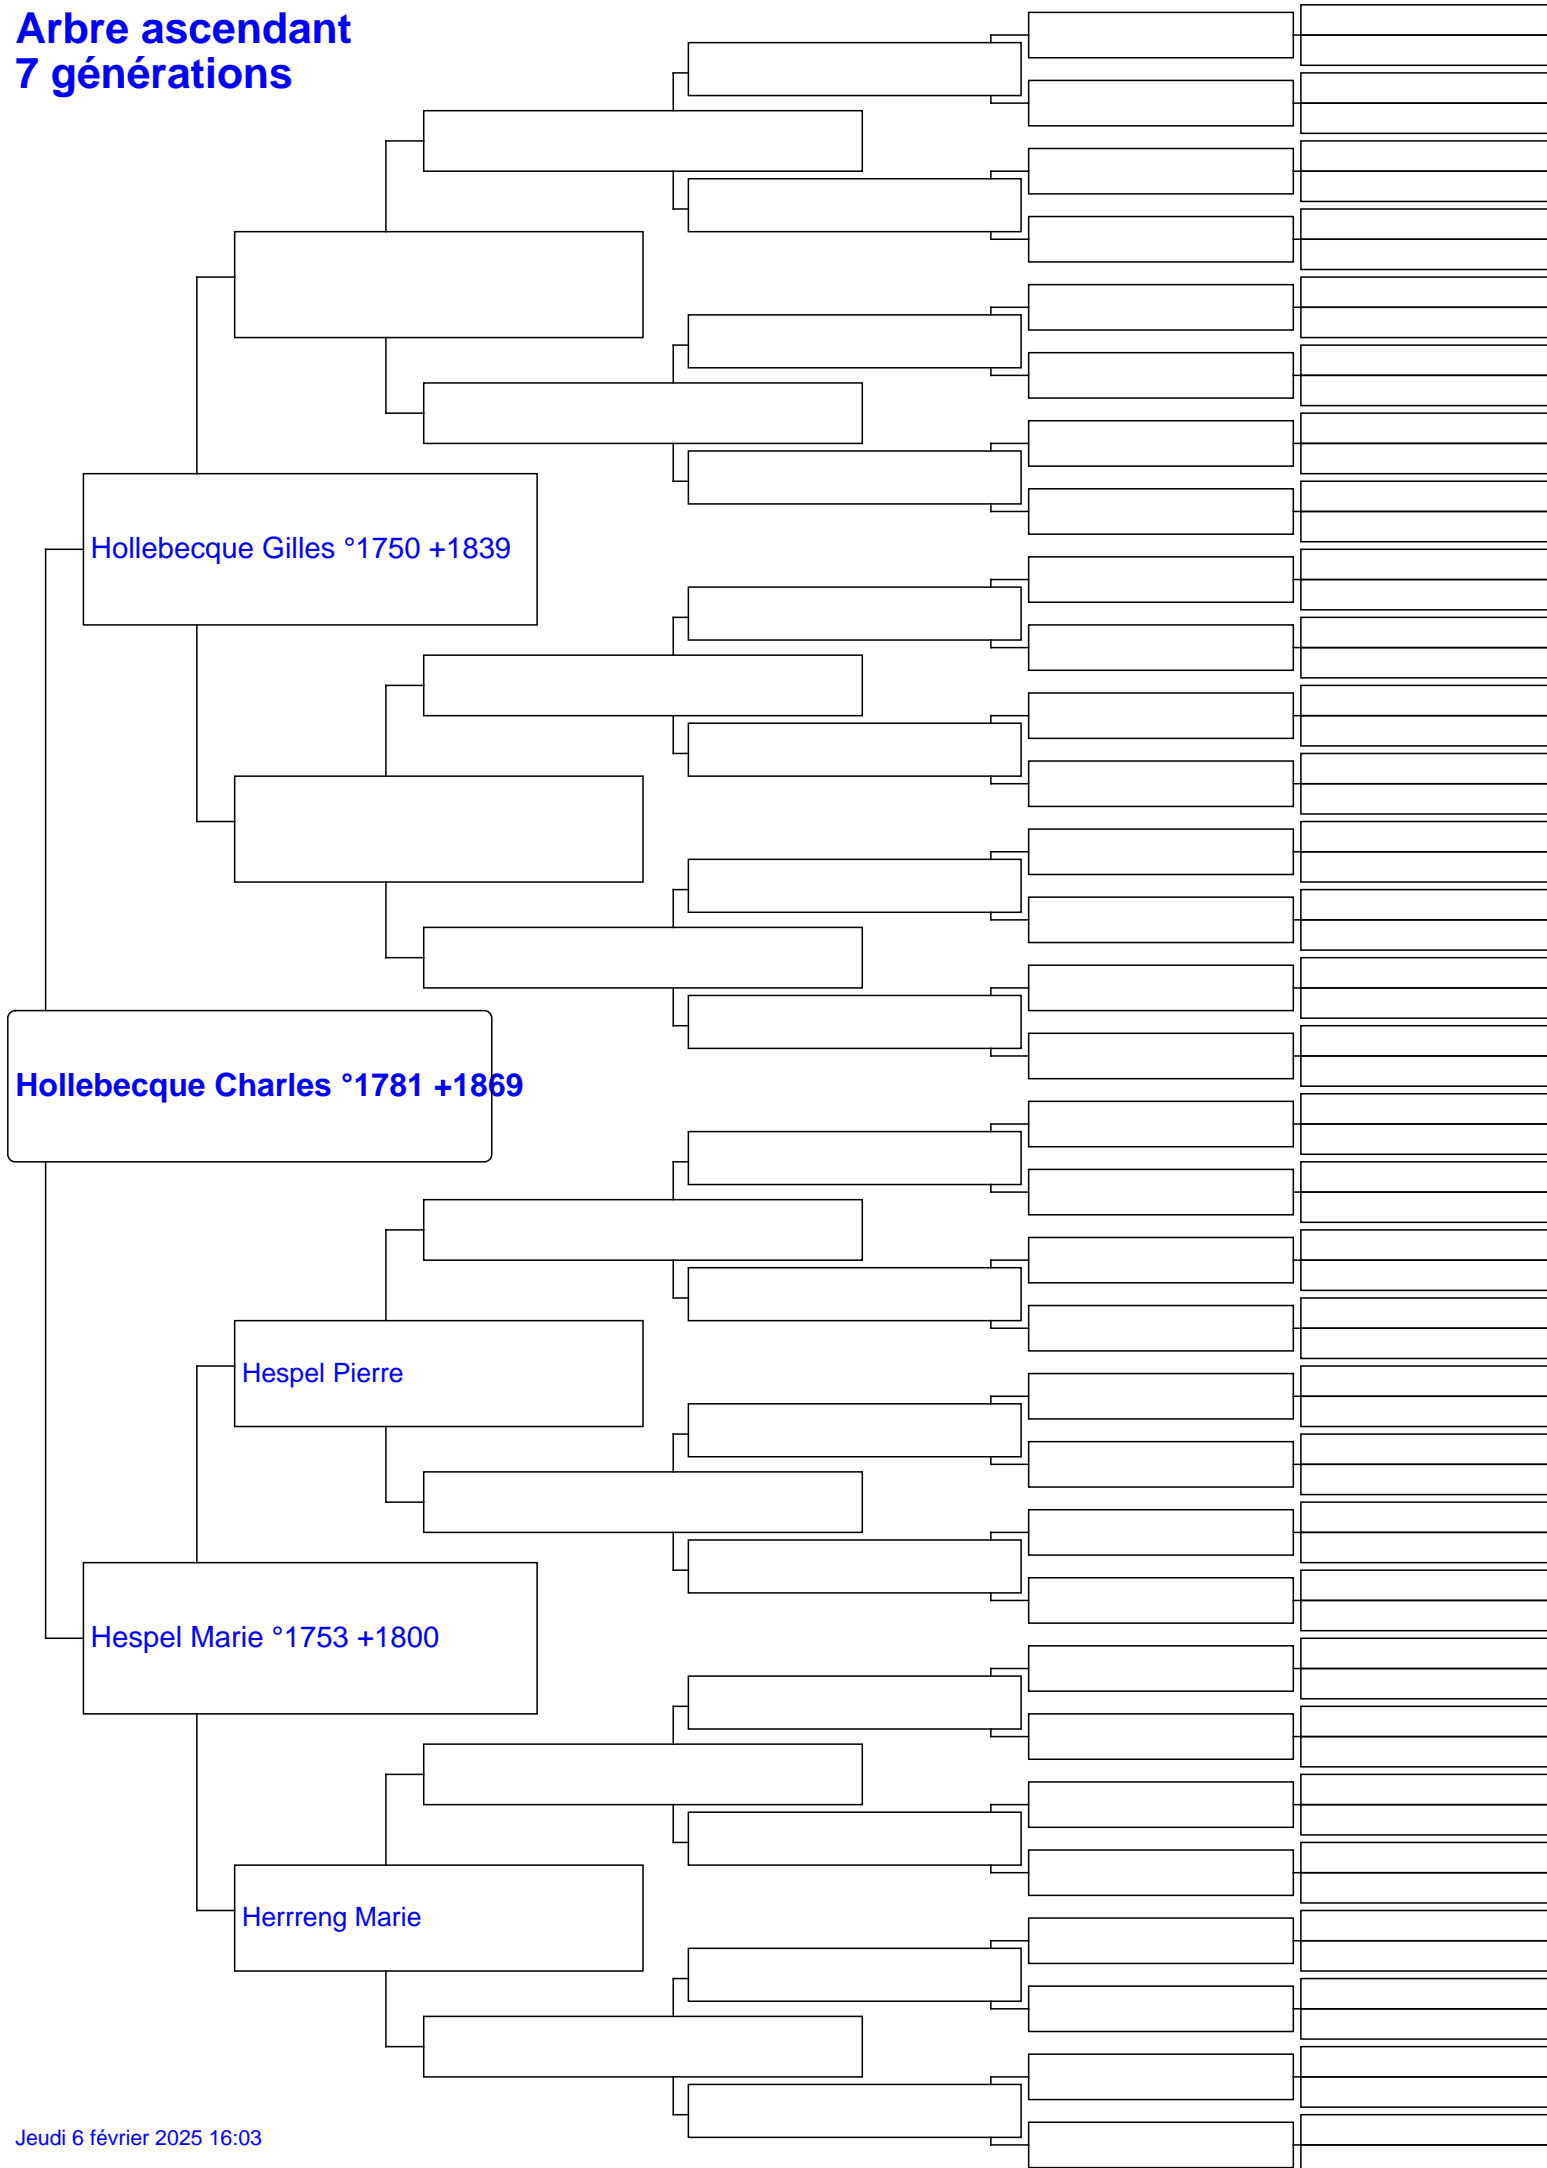 Arbre ascendant
7 générations
Hollebecque Gilles °1750 +1839
Hollebecque Charles °1781 +1869
Hespel Pierre
Hespel Marie °1753 +1800
Herrreng Marie
Jeudi 6 février 2025 16:03